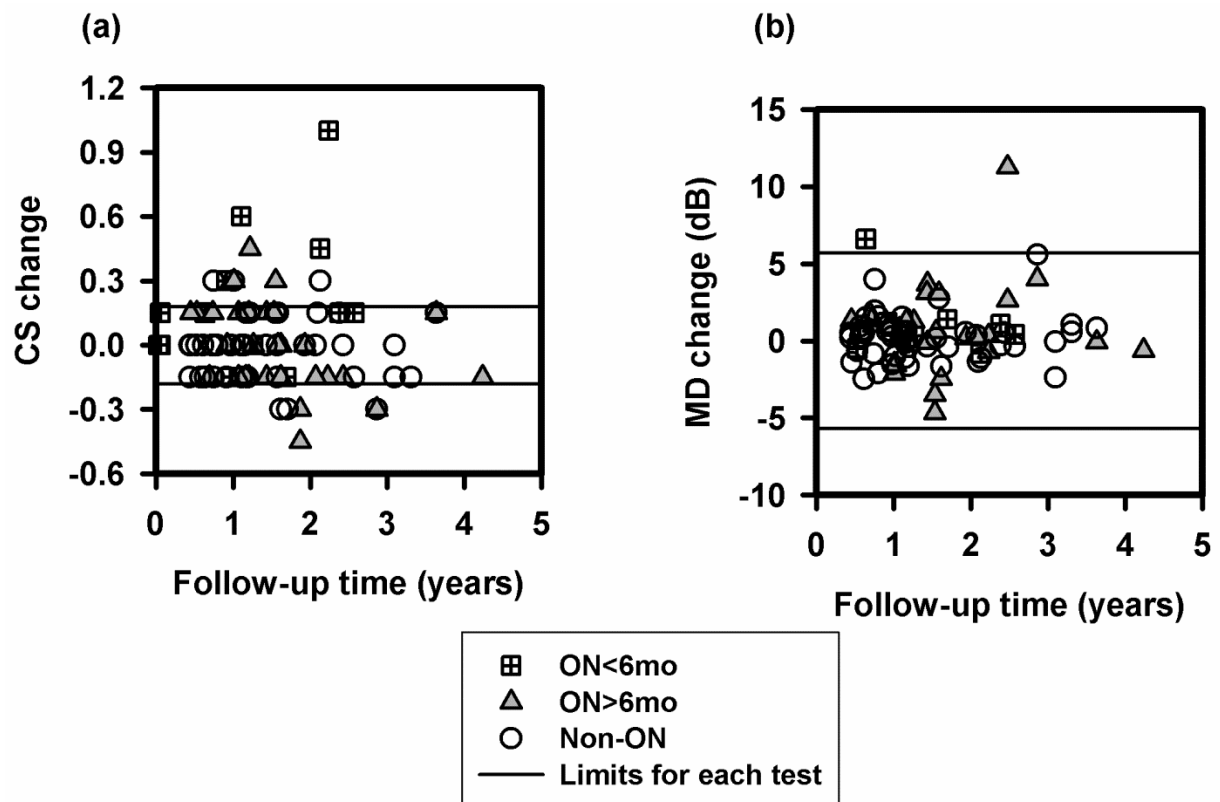 (a)
1.2
0.9
0.6
0.3
0.0
-0.3
-0.6
CS change
0 1 2 3 4 5
Follow-up time (years)
(b)
15
10
5
0
-5
-10
MD change (dB)
0 1 2 3 4 5
Follow-up time (years)
ON<6mo
ON>6mo
Non-ON
Limits for each test